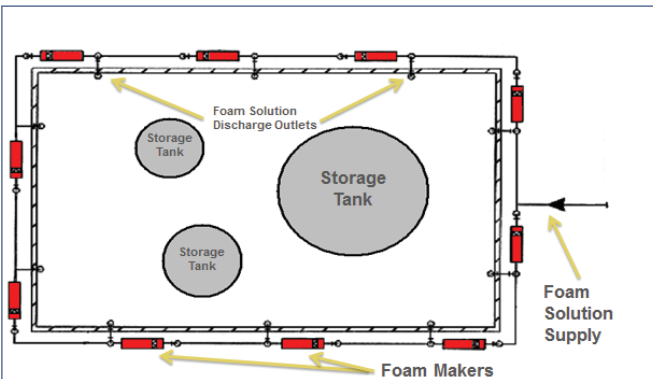 Foam Solution
Discharge Outlets
Storage
Tank
Storage
Tank
Storage
Tank
Foam
Solution
Supply
Foam Makers